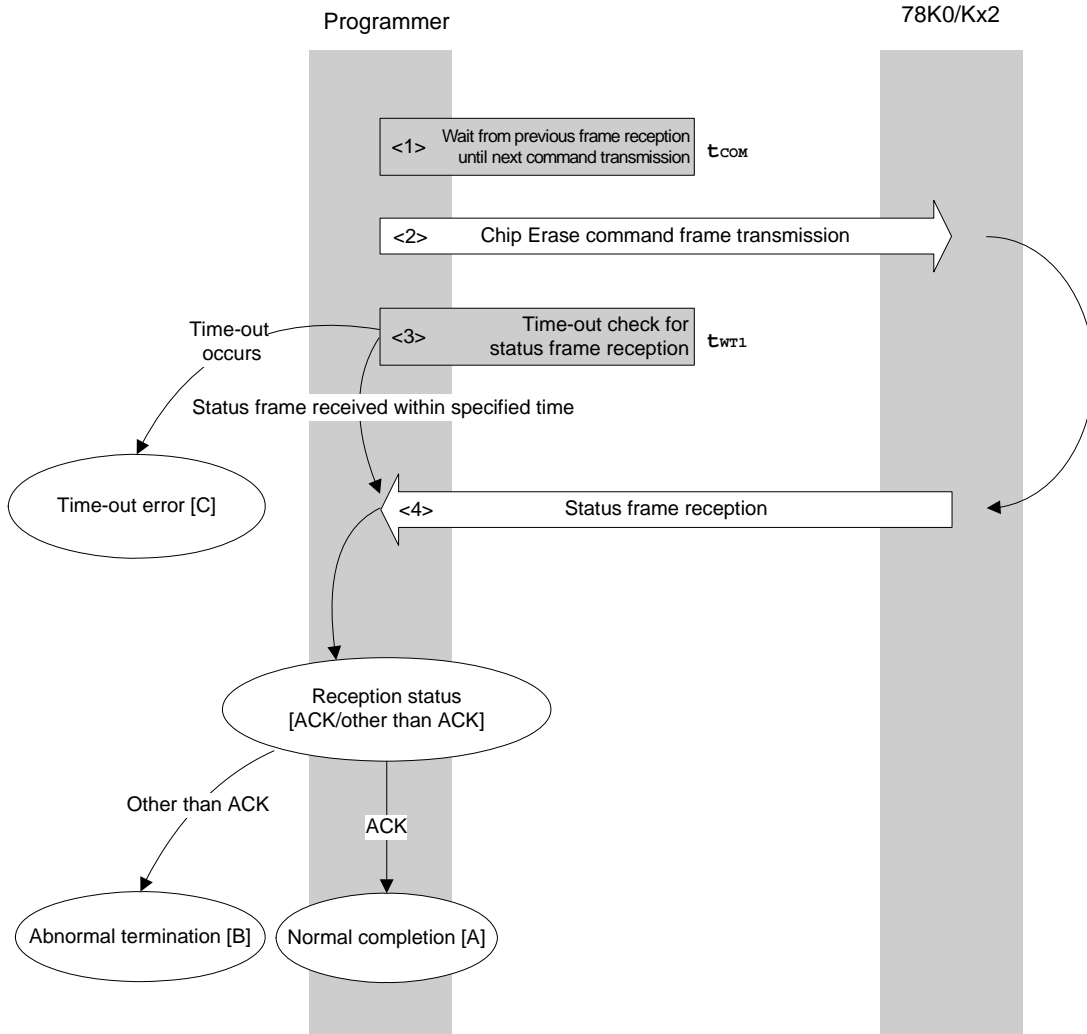 Programmer
78K0/Kx2
<1> Wait from previous frame reception
until next command transmission
tCOM
<2> Chip Erase command frame transmission
Time-out
occurs
<3> Time-out check for
status frame reception
tWT1
Status frame received within specified time
Time-out error [C]
<4> Status frame reception
Reception status
[ACK/other than ACK]
Other than ACK
ACK
Abnormal termination [B]
Normal completion [A]